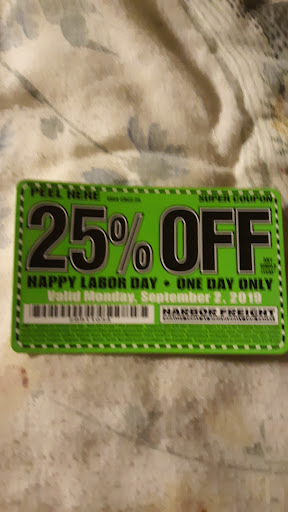 PEEL HERE SUPER COUPON
25% OFF
HAPPY LABOR DAY • ONE DAY ONLY
Valid Monday, September 2, 2019
HARBOR FREIGHT